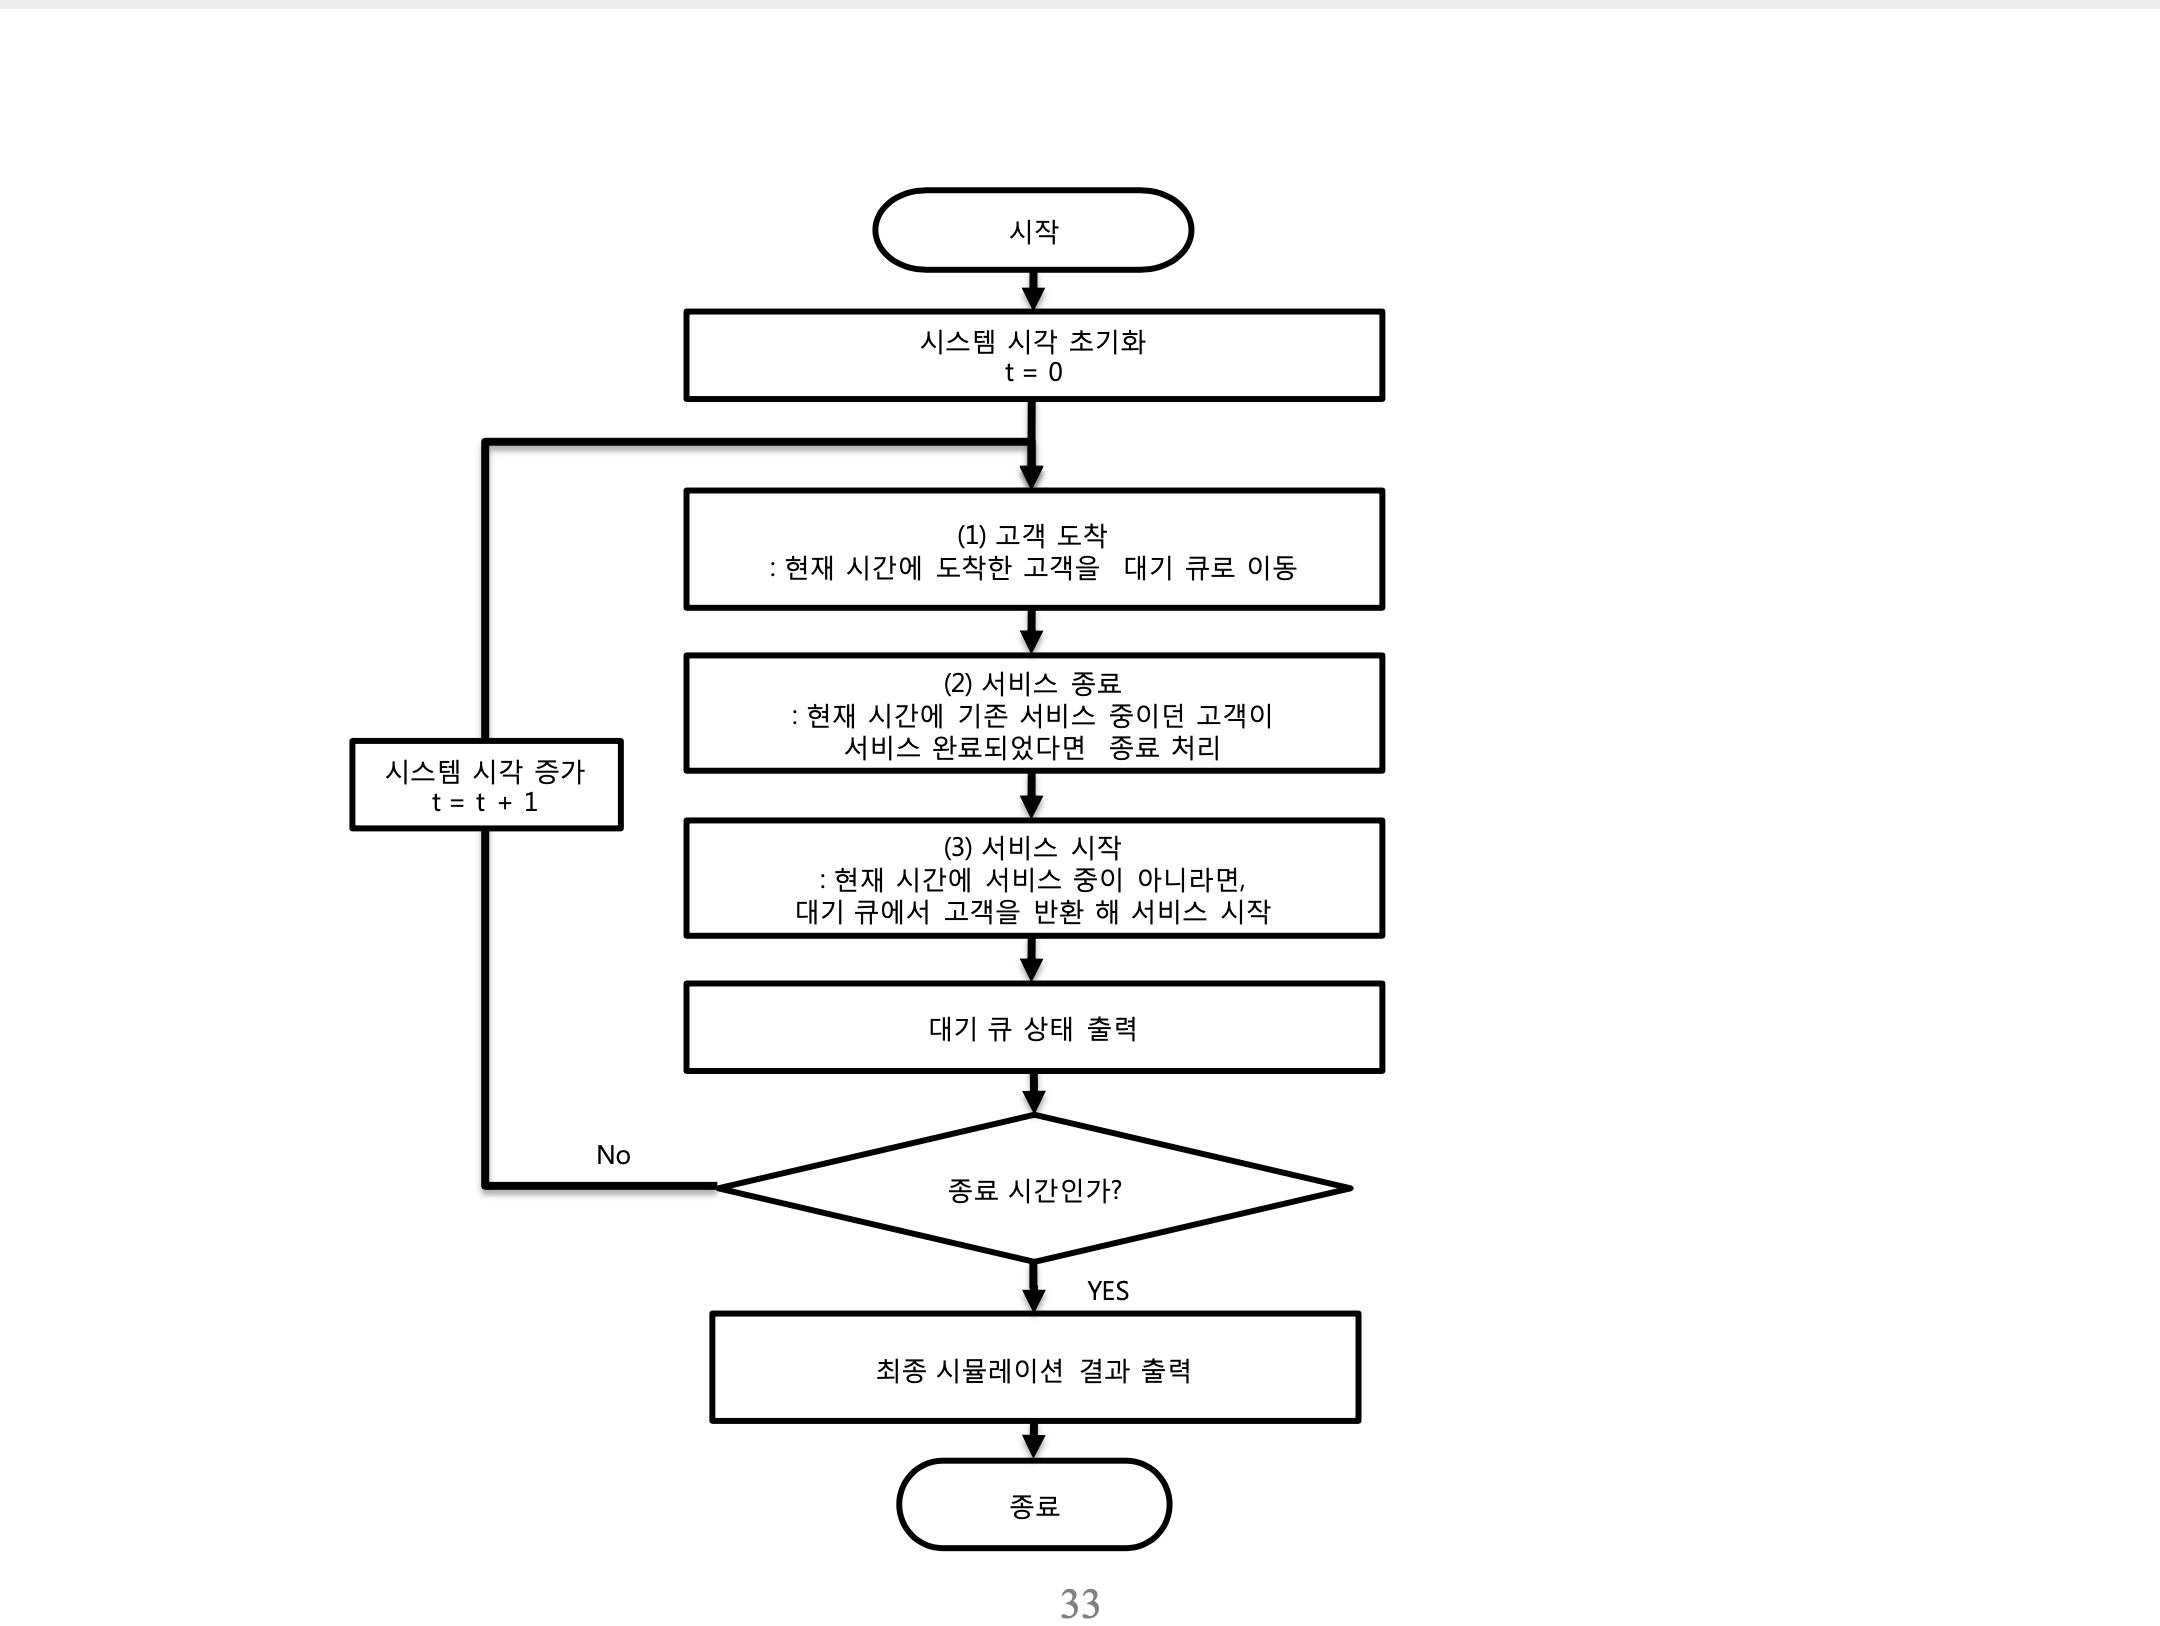 시작
시스템 시각 초기화
t = 0
(1) 고객 도착
: 현재 시간에 도착한 고객을 대기 큐로 이동
(2) 서비스 종료
: 현재 시간에 기존 서비스 중이던 고객이
서비스 완료되었다면 종료 처리
시스템 시각 증가
t = t + 1
(3) 서비스 시작
: 현재 시간에 서비스 중이 아니라면,
대기 큐에서 고객을 반환 해 서비스 시작
대기 큐 상태 출력
No
종료 시간인가?
YES
최종 시뮬레이션 결과 출력
종료
33